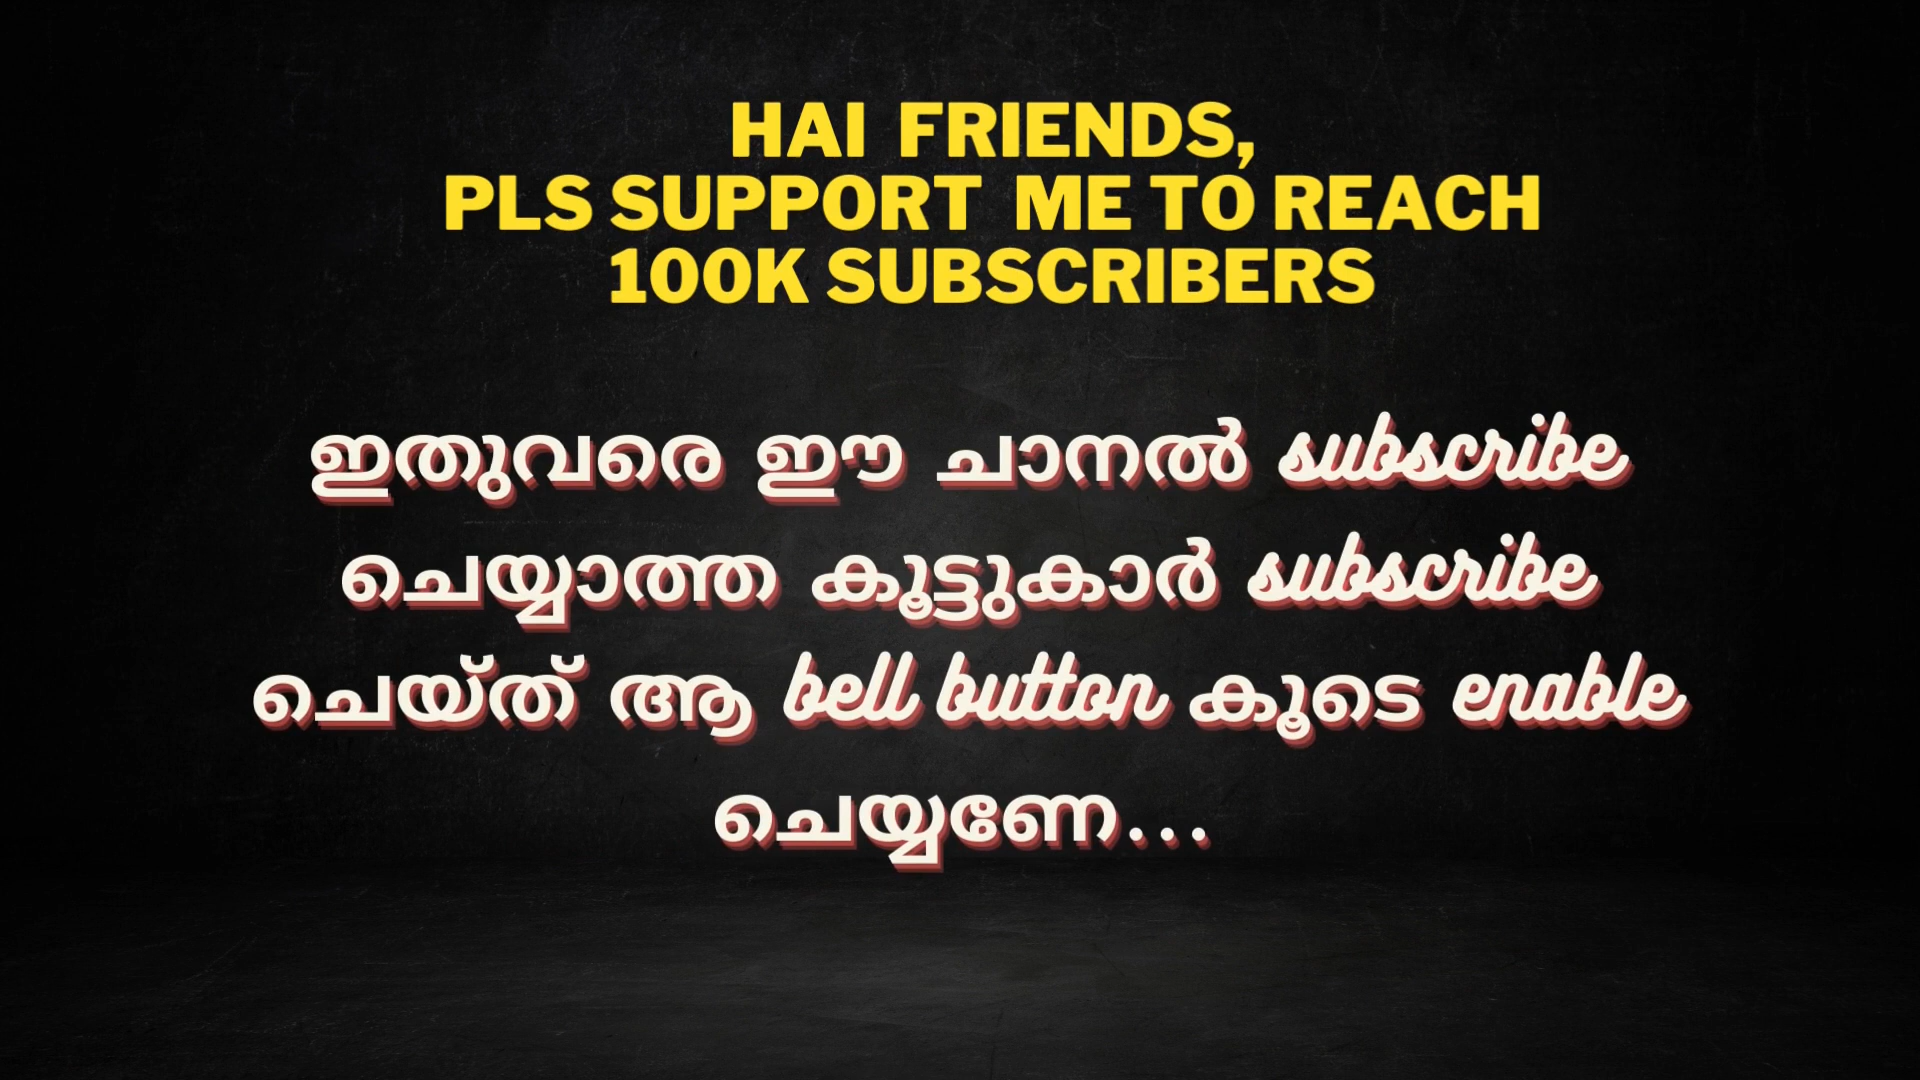 HAI FRIENDS,
PLS SUPPORT ME TO REACH
100K SUBSCRIBERS
ഇതുവരെ ഈ ചാനൽ subscribe
ചെയ്യാത്ത കൂട്ടുകാർ subscribe
ചെയ്ത് ആ bell button കൂടെ enable
ചെയ്യണേ...